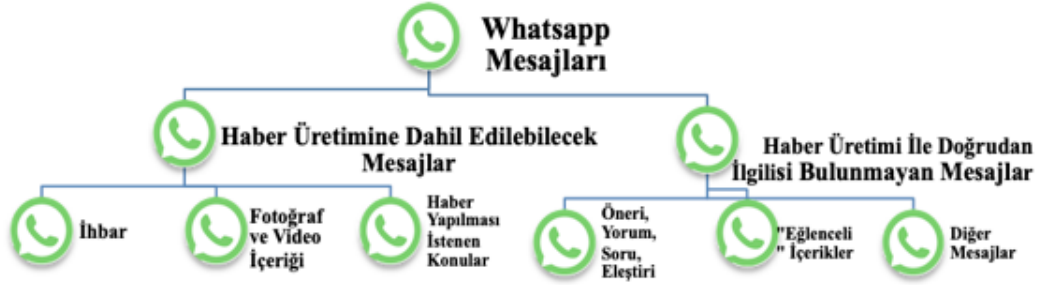 Whatsapp
Mesajları
Haber Üretimine Dahil Edilebilecek
Mesajlar
Haber Üretimi İle Doğrudan
İlgilisi Bulunmayan Mesajlar
İhbar
Fotoğraf
ve Video
İçeriği
Haber
Yapılması
İstenen
Konular
Öneri,
Yorum,
Soru,
Eleştiri
"Eğlenceli
" İçerikler
Diğer
Mesajlar